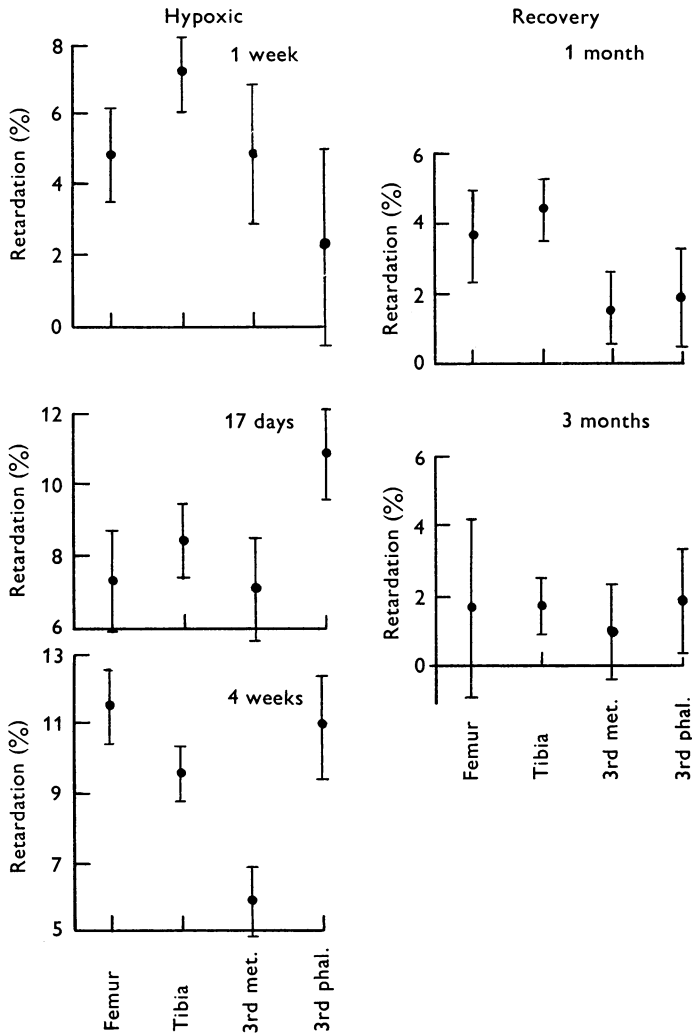 Hypoxic
1 week
Retardation (%)
8
6
4
2
0
17 days
Retardation (%)
12
10
8
6
4 weeks
Retardation (%)
13
11
9
7
5
Femur
Tibia
3rd met.
3rd phal.
Recovery
1 month
Retardation (%)
6
4
2
0
3 months
Retardation (%)
6
4
2
0
Femur
Tibia
3rd met.
3rd phal.